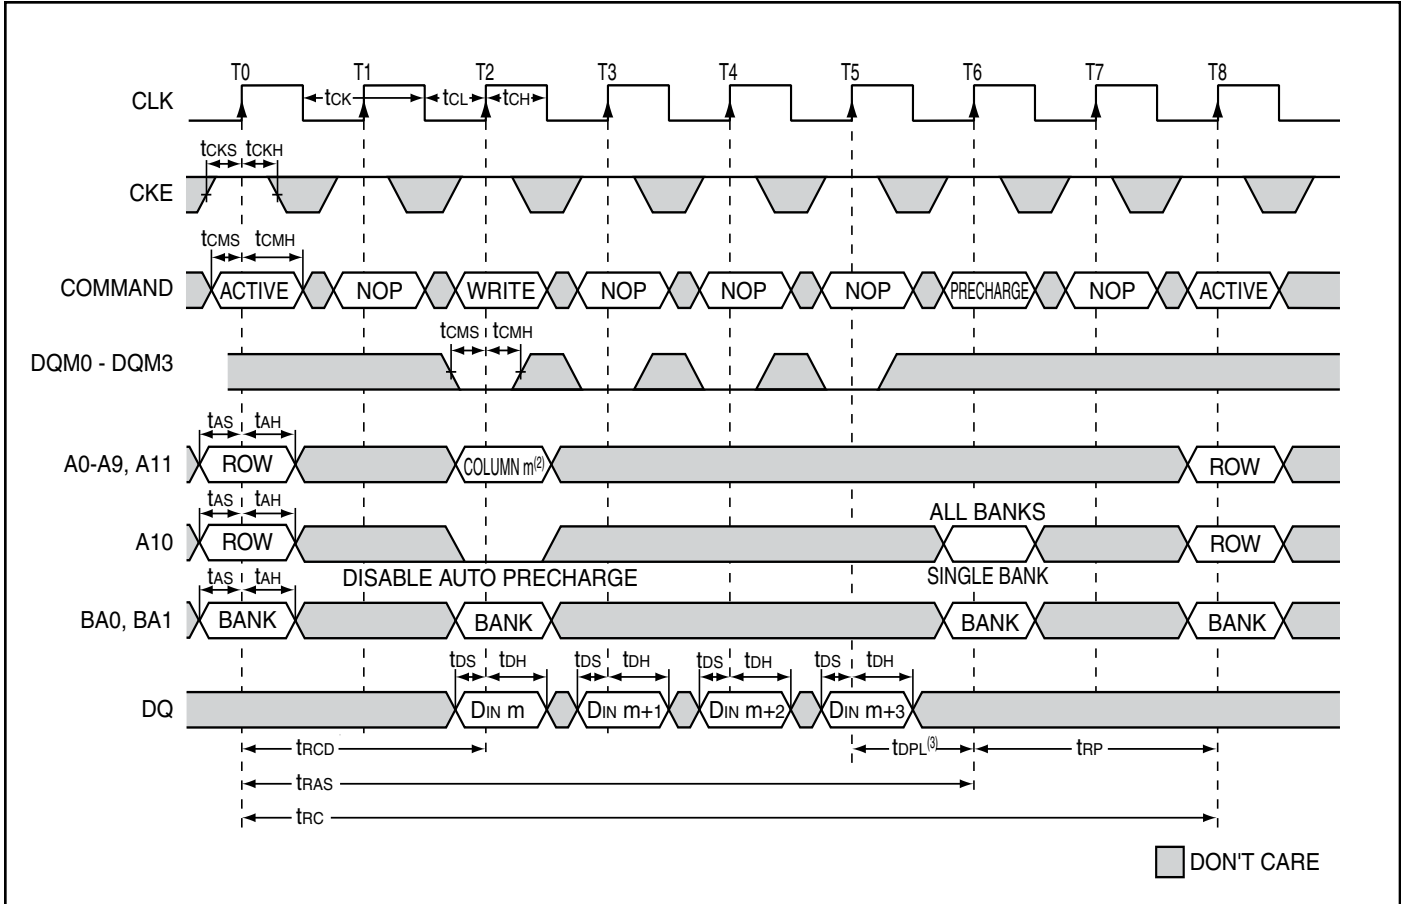 T0 T1 T2 T3 T4 T5 T6 T7 T8
CLK tCK tCL tCH
tCKS tCKH
CKE
tCMS tCMH
COMMAND ACTIVE NOP WRITE NOP NOP NOP PRECHARGE NOP ACTIVE
tCMS tCMH
DQM0 - DQM3
tAS tAH
A0-A9, A11 ROW COLUMN m(2) ROW
tAS tAH ALL BANKS
A10 ROW ROW
DISABLE AUTO PRECHARGE SINGLE BANK
tAS tAH
BA0, BA1 BANK BANK BANK BANK
tDS tDH tDS tDH tDS tDH tDS tDH
DQ DIN m DIN m+1 DIN m+2 DIN m+3
tRCD tDPL(3) tRP
tRAS
tRC
DON'T CARE